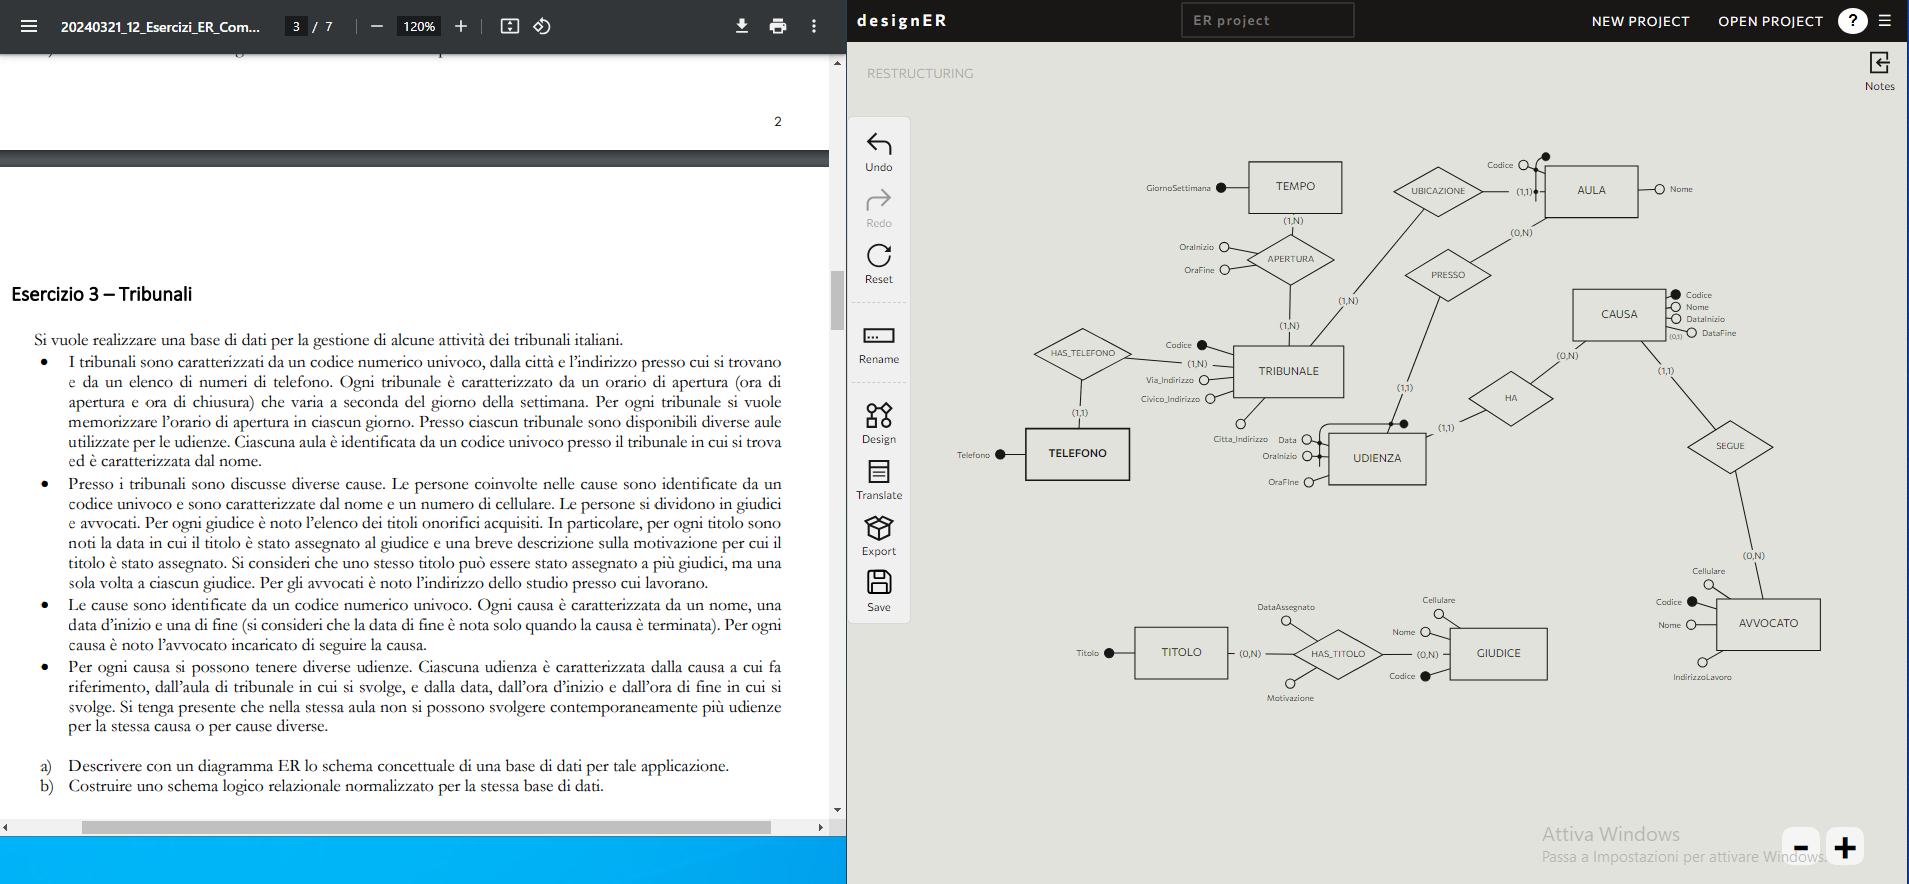 20240321_12_Esercizi_ER_Com...
3 / 7
120%
2
Esercizio 3 – Tribunali
Si vuole realizzare una base di dati per la gestione di alcune attività dei tribunali italiani.
• I tribunali sono caratterizzati da un codice numerico univoco, dalla città e l'indirizzo presso cui si trovano
e da un elenco di numeri di telefono. Ogni tribunale è caratterizzato da un orario di apertura (ora di
apertura e ora di chiusura) che varia a seconda del giorno della settimana. Per ogni tribunale si vuole
memorizzare l'orario di apertura in ciascun giorno. Presso ciascun tribunale sono disponibili diverse aule
utilizzate per le udienze. Ciascuna aula è identificata da un codice univoco presso il tribunale in cui si trova
ed è caratterizzata dal nome.
• Presso i tribunali sono discusse diverse cause. Le persone coinvolte nelle cause sono identificate da un
codice univoco e sono caratterizzate dal nome e un numero di cellulare. Le persone si dividono in giudici
e avvocati. Per ogni giudice è noto l'elenco dei titoli onorifici acquisiti. In particolare, per ogni titolo sono
noti la data in cui il titolo è stato assegnato al giudice e una breve descrizione sulla motivazione per cui il
titolo è stato assegnato. Si consideri che uno stesso titolo può essere stato assegnato a più giudici, ma una
sola volta a ciascun giudice. Per gli avvocati è noto l'indirizzo dello studio presso cui lavorano.
• Le cause sono identificate da un codice numerico univoco. Ogni causa è caratterizzata da un nome, una
data d'inizio e una di fine (si consideri che la data di fine è nota solo quando la causa è terminata). Per ogni
causa è noto l'avvocato incaricato di seguire la causa.
• Per ogni causa si possono tenere diverse udienze. Ciascuna udienza è caratterizzata dalla causa a cui fa
riferimento, dall'aula di tribunale in cui si svolge, e dalla data, dall'ora d'inizio e dall'ora di fine in cui si
svolge. Si tenga presente che nella stessa aula non si possono svolgere contemporaneamente più udienze
per la stessa causa o per cause diverse.
a) Descrivere con un diagramma ER lo schema concettuale di una base di dati per tale applicazione.
b) Costruire uno schema logico relazionale normalizzato per la stessa base di dati.
designER
ER project
NEW PROJECT
OPEN PROJECT
?
RESTRUCTURING
Notes
Undo
Redo
Reset
Rename
Design
Translate
Export
Save
GiornoSettimana
TEMPO
(1,N)
OraInizio
OraFine
APERTURA
(1,N)
UBICAZIONE
(1,1)
Codice
AULA
Nome
(0,N)
PRESSO
(1,N)
(1,1)
HAS_TELEFONO
(1,N)
Codice
Via_Indirizzo
Civico_Indirizzo
TRIBUNALE
Citta_Indirizzo
(1,1)
Telefono
TELEFONO
Data
OraInizio
OraFine
UDIENZA
(1,1)
HA
(0,N)
CAUSA
Codice
Nome
DataInizio
(0,1)
DataFine
(1,1)
SEGUE
(0,N)
Cellulare
Codice
Nome
AVVOCATO
IndirizzoLavoro
Titolo
TITOLO
(0,N)
DataAssegnato
HAS_TITOLO
Motivazione
(0,N)
Cellulare
Nome
Codice
GIUDICE
Attiva Windows
Passa a Impostazioni per attivare Windows.